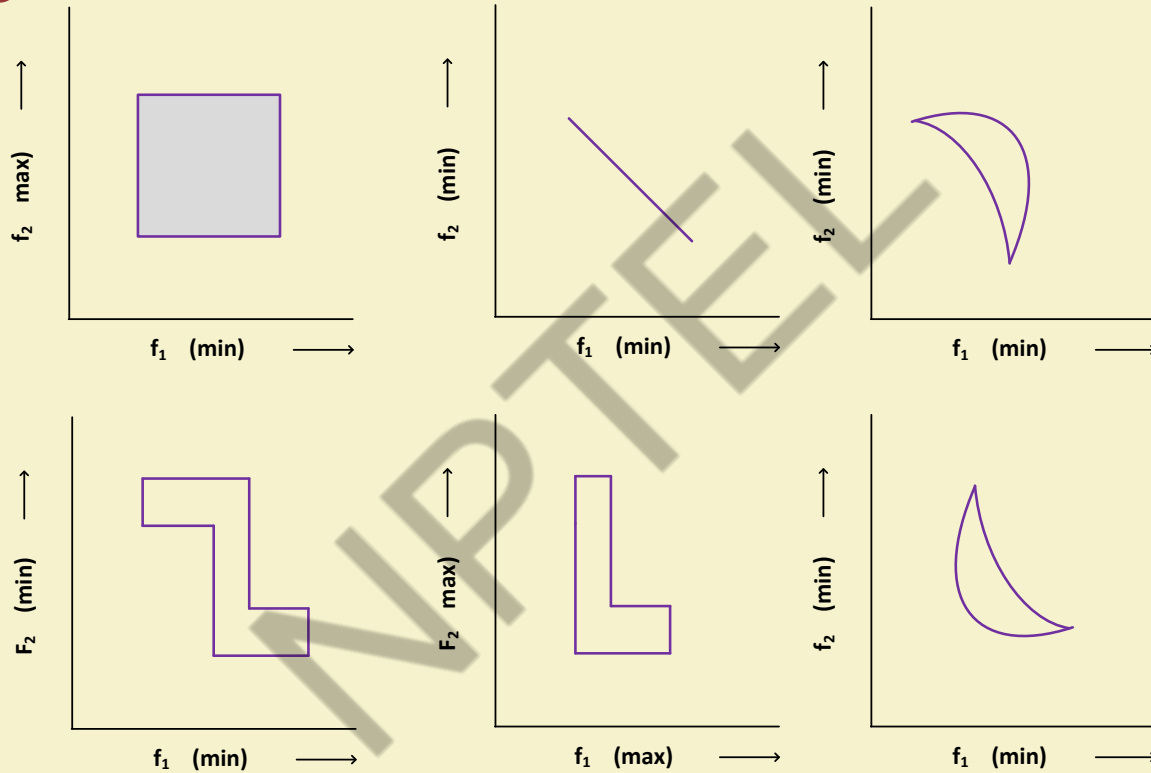 f₂ max)
f₁ (min)
f₂ (min)
f₁ (min)
f₂ (min)
f₁ (min)
F₂ (min)
f₁ (min)
F₂ max)
f₁ (max)
f₂ (min)
f₁ (min)
NPTEL